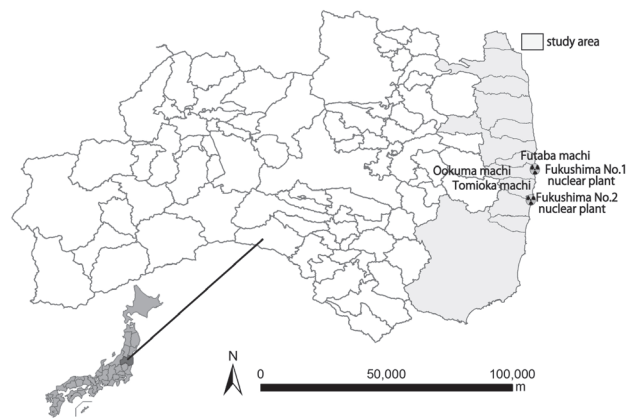 study area
Futaba machi
Ookuma machi
Fukushima No.1
nuclear plant
Tomioka machi
Fukushima No.2
nuclear plant
N
0 50,000 100,000
m